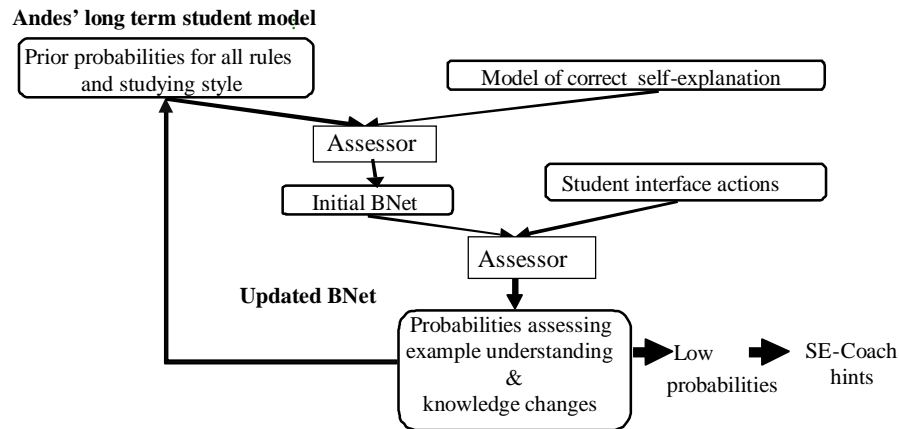 Andes' long term student model
Prior probabilities for all rules
and studying style
Model of correct self-explanation
Assessor
Initial BNet
Student interface actions
Assessor
Updated BNet
Probabilities assessing
example understanding
&
knowledge changes
Low
probabilities
SE-Coach
hints